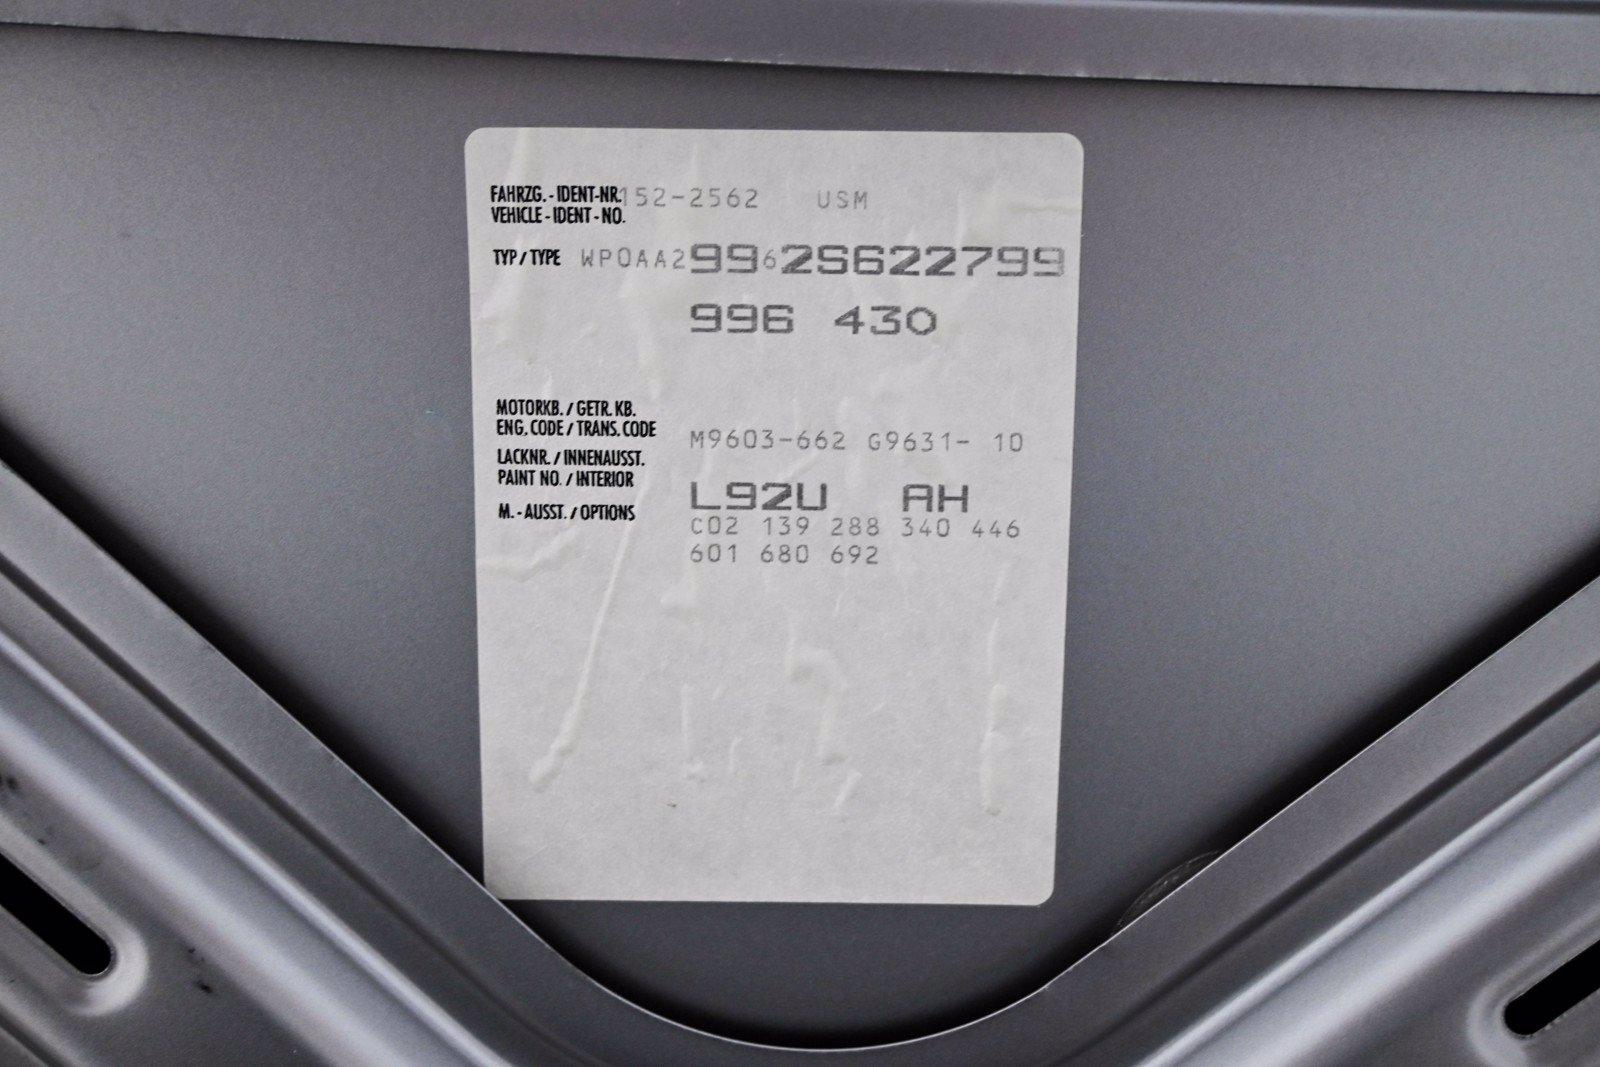 FAHRZG.-IDENT-NR. 152-2562 USM
VEHICLE-IDENT-NO.
TYP/TYPE WP0AA29962S622799
996 430
MOTORKB./GETR.KB.
ENG.CODE/TRANS.CODE M9603-662 G9631- 10
LACKNR./INNENAUSST.
PAINT NO./INTERIOR L92U AH
M.-AUSST./OPTIONS C02 139 288 340 446
601 680 692